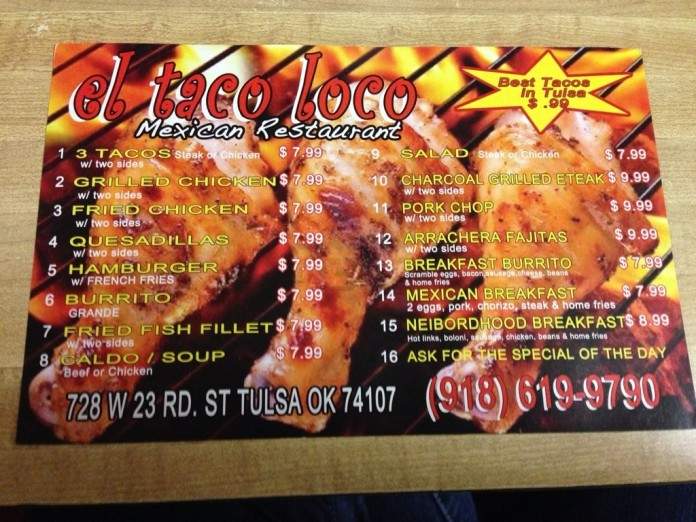 el taco loco
Mexican Restaurant
Best Tacos
In Tulsa
$ .99
1 3 TACOS Steak or Chicken $ 7.99
w/ two sides
2 GRILLED CHICKEN $ 7.99
w/ two sides
3 FRIED CHICKEN $ 7.99
w/ two sides
4 QUESADILLAS $ 7.99
w/ two sides
5 HAMBURGER $ 7.99
w/ FRENCH FRIES
6 BURRITO $ 7.99
GRANDE
7 FRIED FISH FILLET $ 7.99
w/ two sides
8 CALDO / SOUP $ 7.99
Beef or Chicken
9 SALAD Steak or Chicken $ 7.99
10 CHARCOAL GRILLED ETEAK $ 9.99
w/ two sides
11 PORK CHOP $ 9.99
w/ two sides
12 ARRACHERA FAJITAS $ 9.99
w/ two sides
13 BREAKFAST BURRITO $ 7.99
Scramble eggs, bacon, sausage, cheese, beans
& home fries
14 MEXICAN BREAKFAST $ 7.99
2 eggs, pork, chorizo, steak & home fries
15 NEIBORDHOOD BREAKFAST $ 8.99
Hot links, boloni, sausage, chicken, beans & home fries
16 ASK FOR THE SPECIAL OF THE DAY
728 W 23 RD. ST TULSA OK 74107 (918) 619-9790